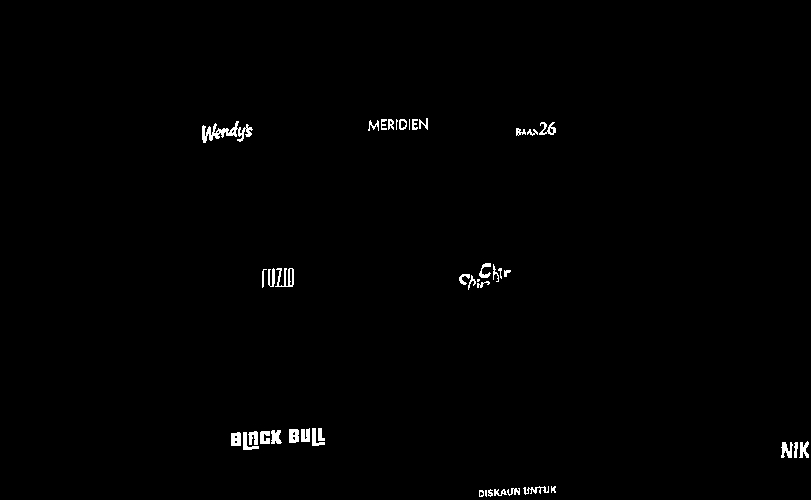 Wendy's
MERIDIEN
BAAN26
FUZIO
Chir Chir
BLACK BULL
NIK
DISKAUN UNTUK